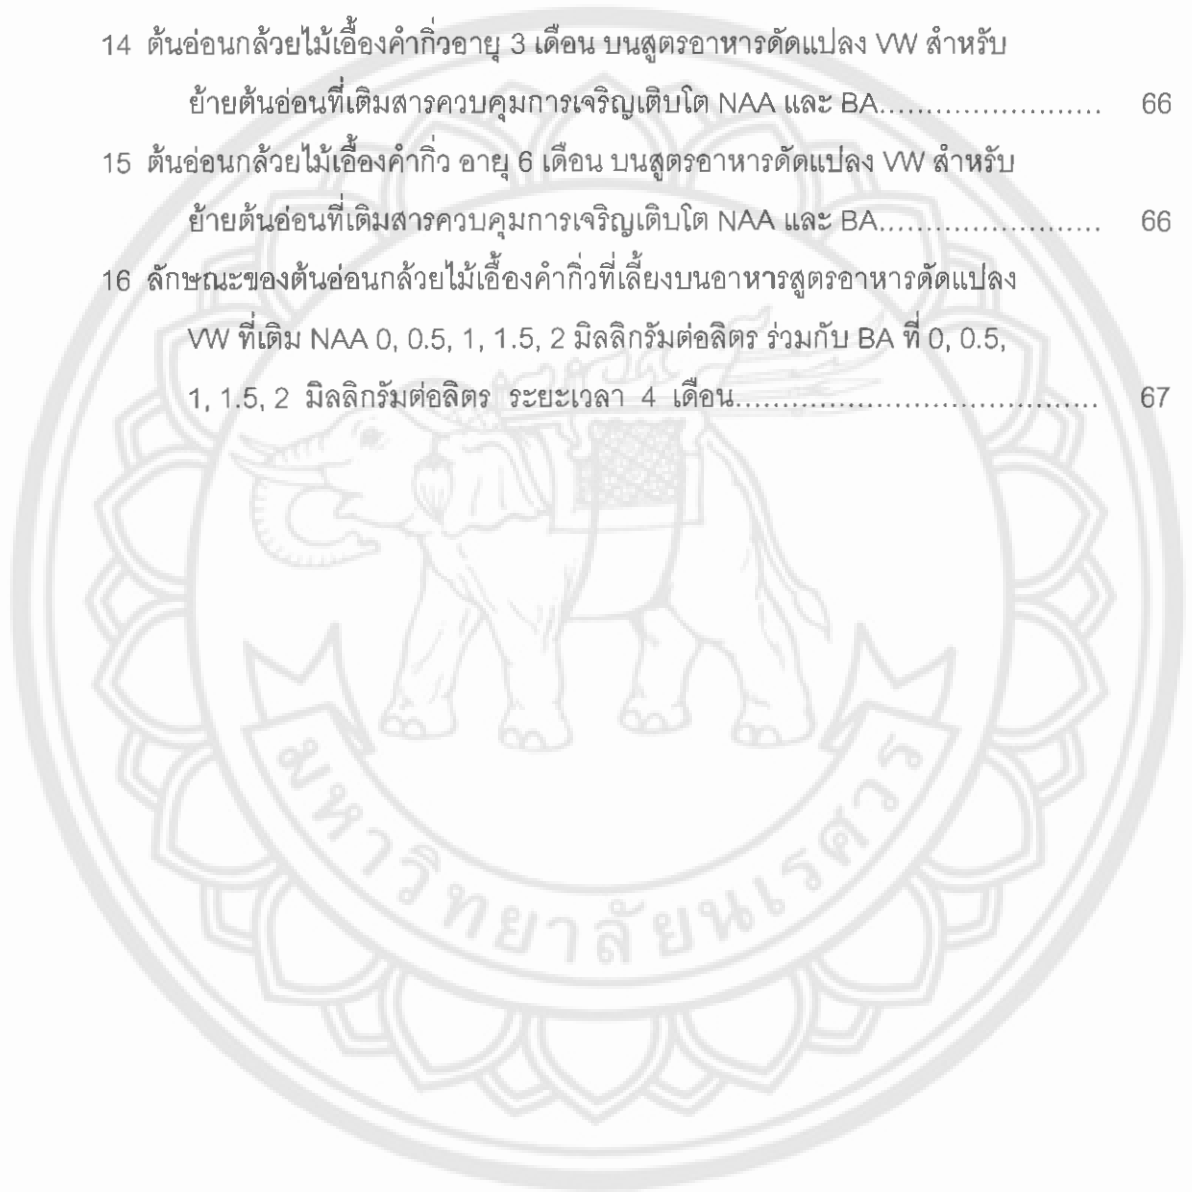 14 ต้นอ่อนกล้วยไม้เอื้องคำกิ่วอายุ 3 เดือน บนสูตรอาหารดัดแปลง VW สำหรับ
ย้ายต้นอ่อนที่เติมสารควบคุมการเจริญเติบโต NAA และ BA........................ 66
15 ต้นอ่อนกล้วยไม้เอื้องคำกิ่ว อายุ 6 เดือน บนสูตรอาหารดัดแปลง VW สำหรับ
ย้ายต้นอ่อนที่เติมสารควบคุมการเจริญเติบโต NAA และ BA........................ 66
16 ลักษณะของต้นอ่อนกล้วยไม้เอื้องคำกิ่วที่เลี้ยงบนอาหารสูตรอาหารดัดแปลง
VW ที่เติม NAA 0, 0.5, 1, 1.5, 2 มิลลิกรัมต่อลิตร ร่วมกับ BA ที่ 0, 0.5,
1, 1.5, 2 มิลลิกรัมต่อลิตร ระยะเวลา 4 เดือน....................................... 67
มหาวิทยาลัยนเรศวร